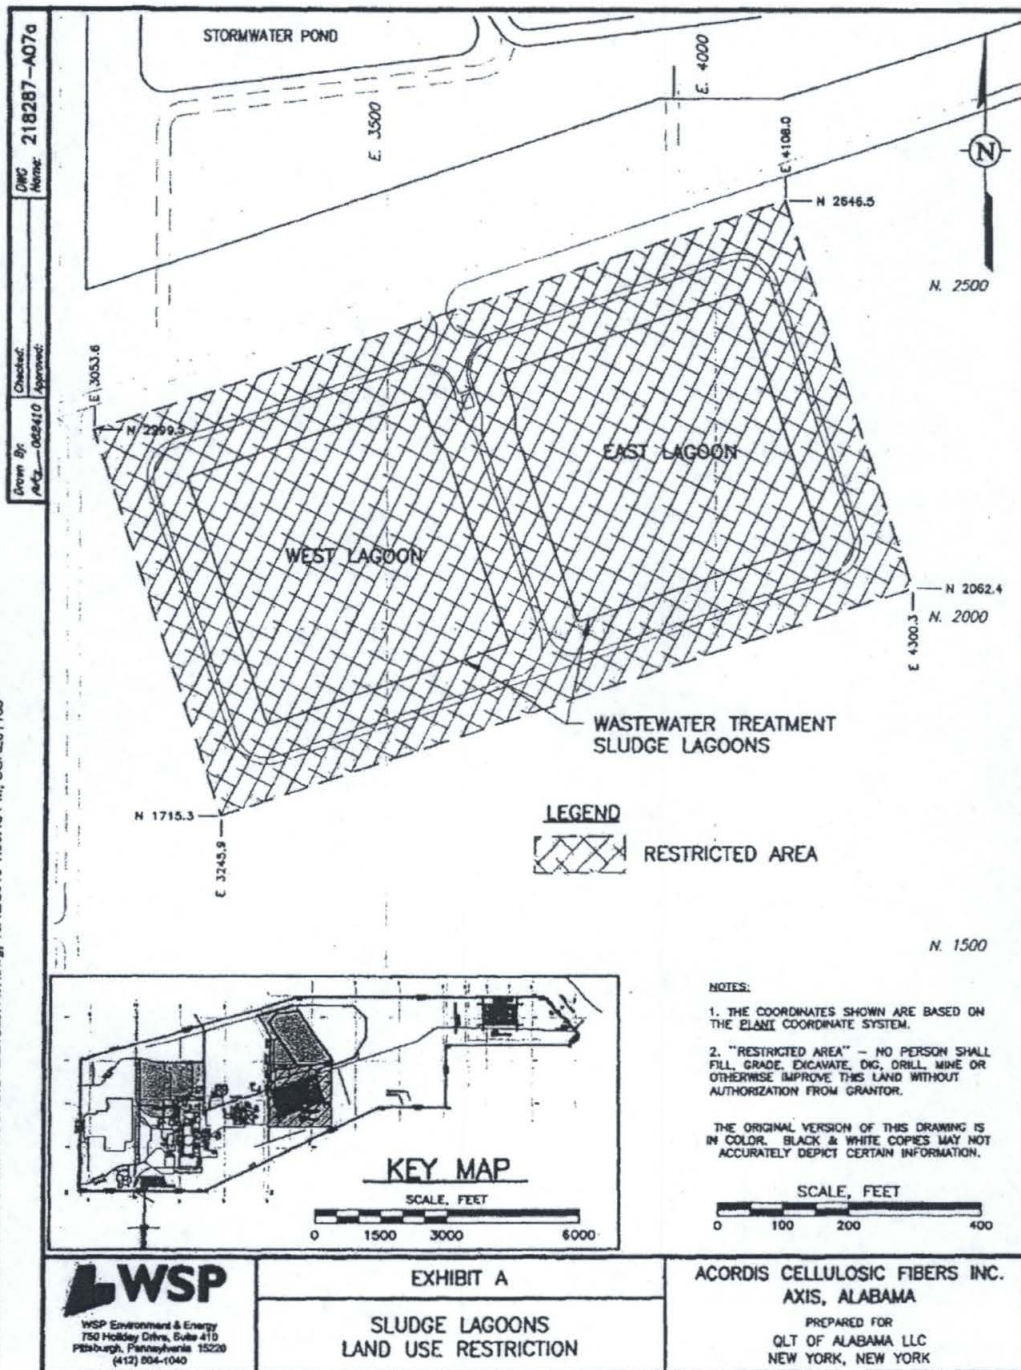 DWG Name: 218287-A07a
Checked:
Approved:
Drown By:
082410
STORMWATER POND
E. 3500
E. 4000
E 4108.0
N 2646.5
N
N. 2500
E 3053.6
N 2299.5
EAST LAGOON
WEST LAGOON
N 2062.4
N. 2000
E 4300.3
WASTEWATER TREATMENT
SLUDGE LAGOONS
N 1715.3
E 3245.9
LEGEND
RESTRICTED AREA
N. 1500
NOTES:
1. THE COORDINATES SHOWN ARE BASED ON
THE PLANT COORDINATE SYSTEM.
2. "RESTRICTED AREA" – NO PERSON SHALL
FILL, GRADE, EXCAVATE, DIG, DRILL, MINE OR
OTHERWISE IMPROVE THIS LAND WITHOUT
AUTHORIZATION FROM GRANTOR.
THE ORIGINAL VERSION OF THIS DRAWING IS
IN COLOR. BLACK & WHITE COPIES MAY NOT
ACCURATELY DEPICT CERTAIN INFORMATION.
KEY MAP
SCALE, FEET
0 1500 3000 6000
SCALE, FEET
0 100 200 400
WSP
WSP Environment & Energy
750 Holiday Drive, Suite 410
Pittsburgh, Pennsylvania 15220
(412) 604-1040
EXHIBIT A
SLUDGE LAGOONS
LAND USE RESTRICTION
ACORDIS CELLULOSIC FIBERS INC.
AXIS, ALABAMA
PREPARED FOR
QLT OF ALABAMA LLC
NEW YORK, NEW YORK